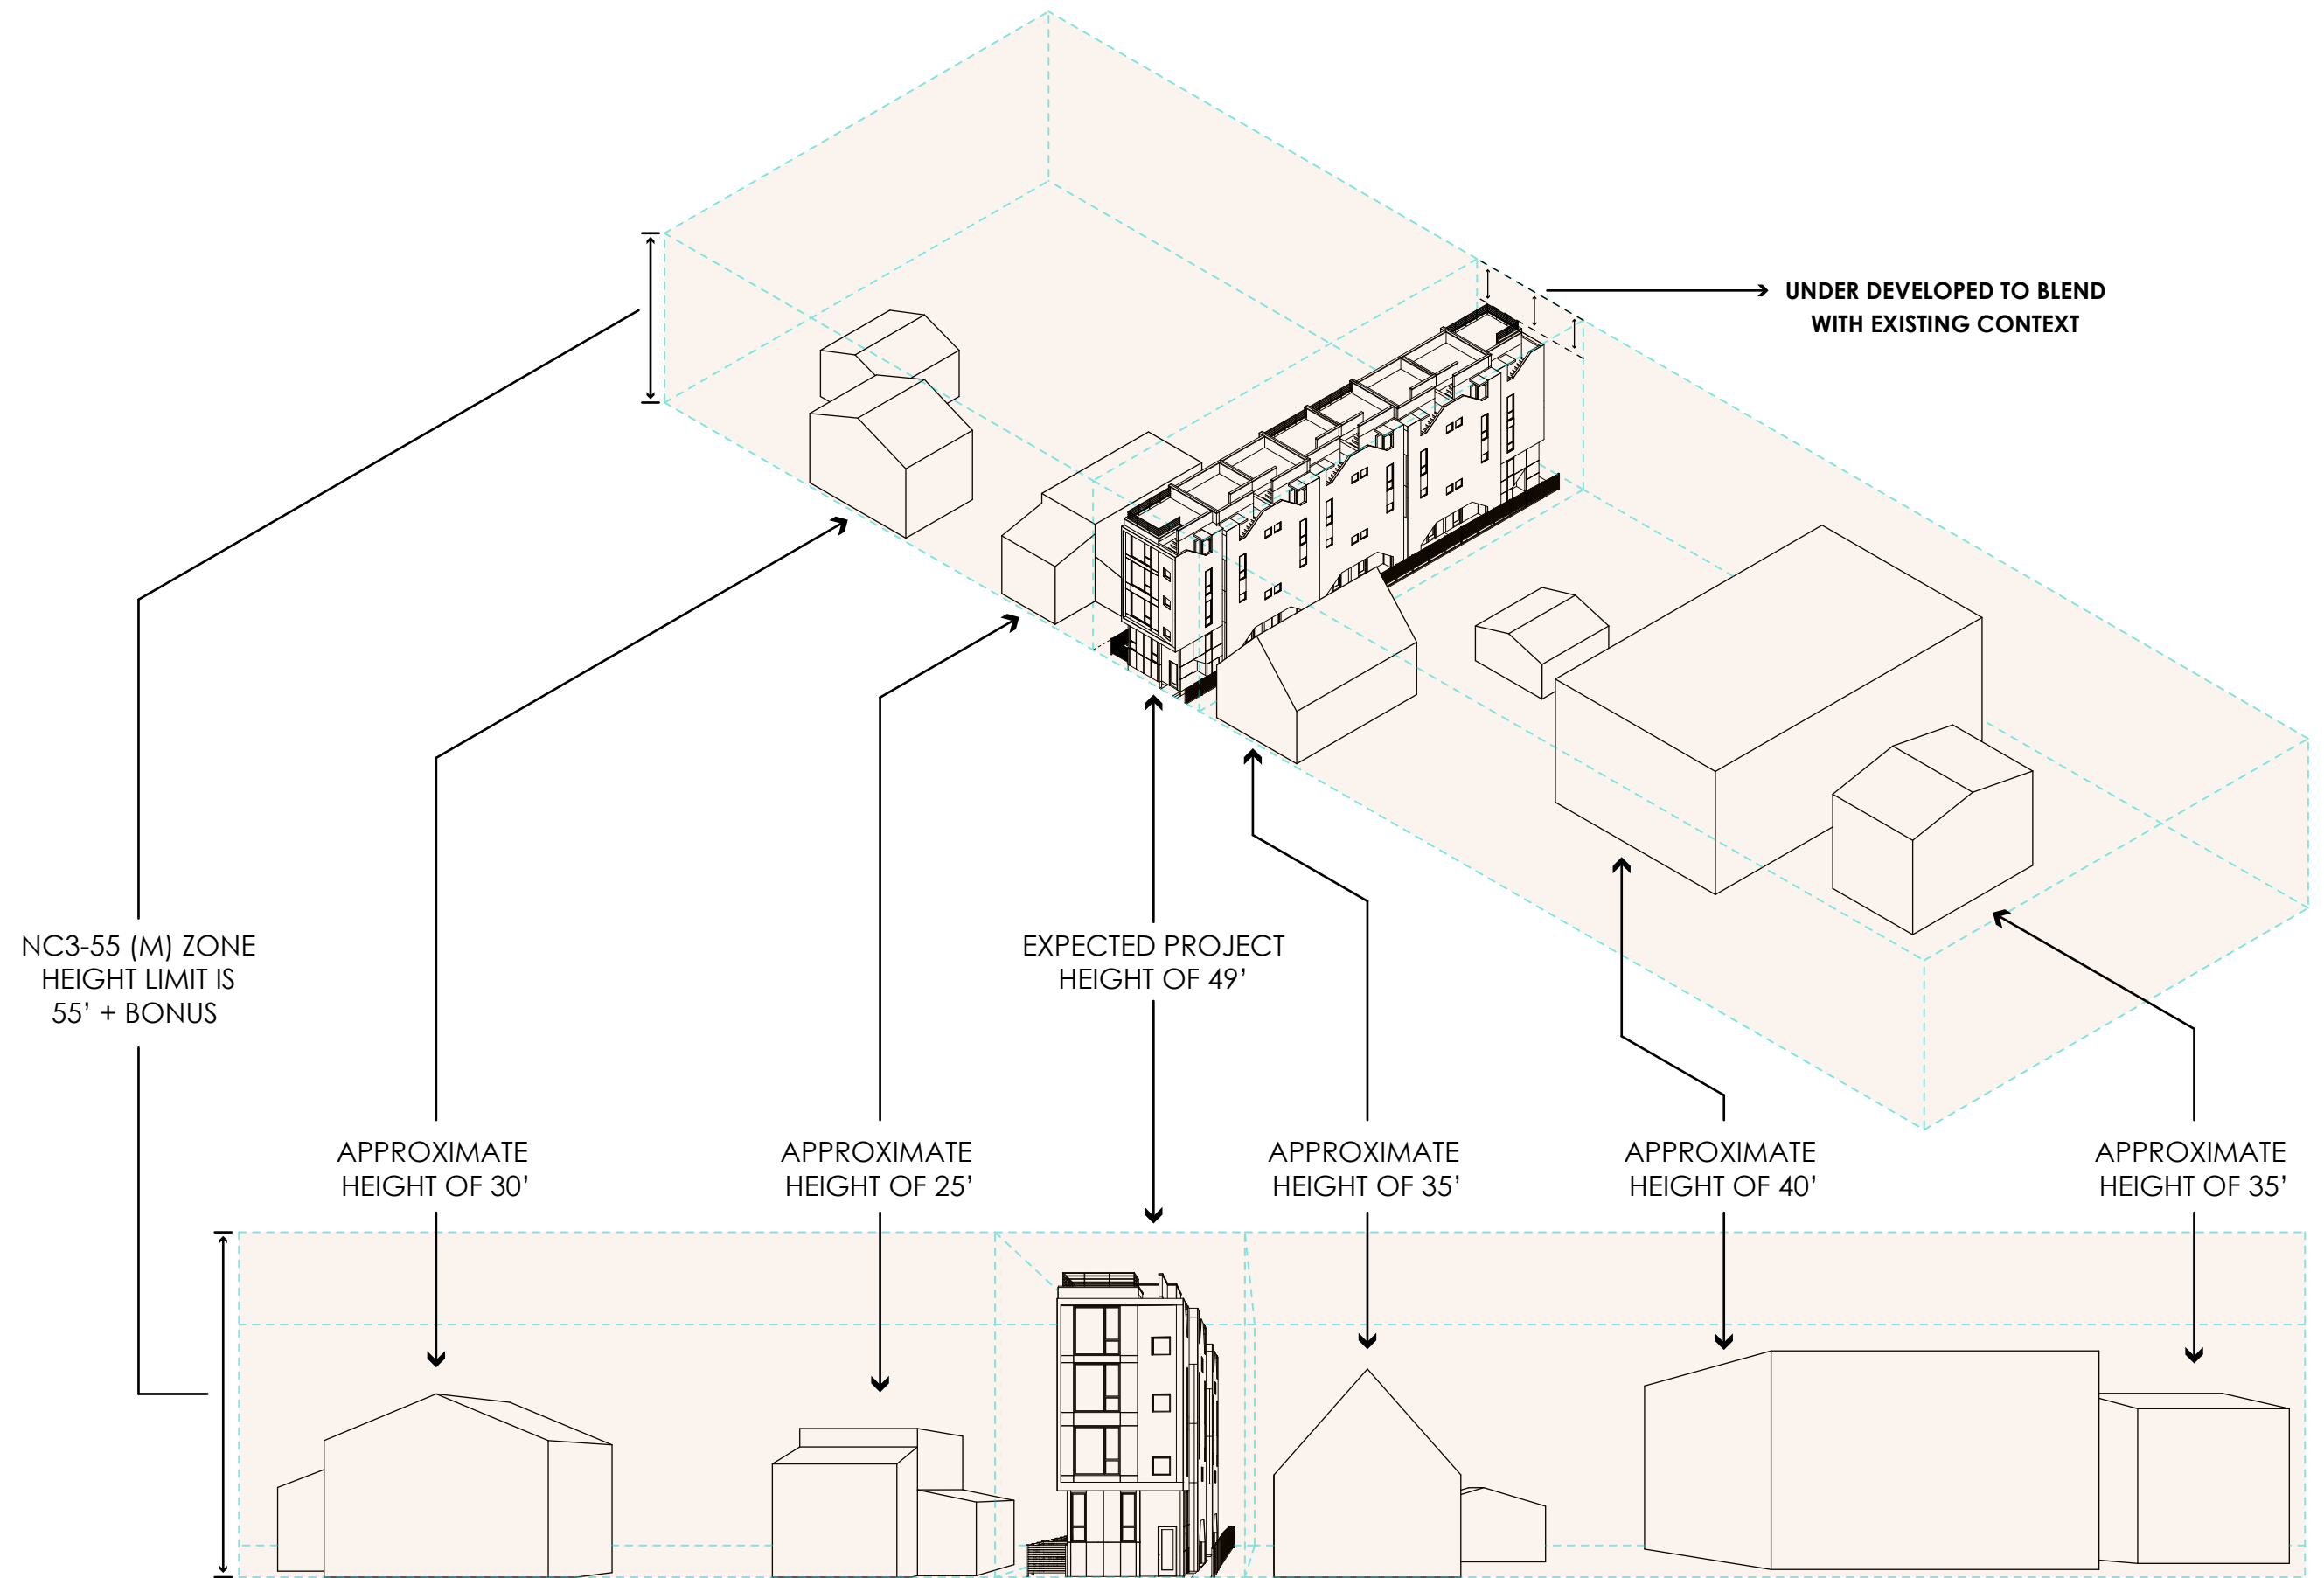 UNDER DEVELOPED TO BLEND
WITH EXISTING CONTEXT
NC3-55 (M) ZONE
HEIGHT LIMIT IS
55’ + BONUS
EXPECTED PROJECT
HEIGHT OF 49’
APPROXIMATE
HEIGHT OF 30’
APPROXIMATE
HEIGHT OF 25’
APPROXIMATE
HEIGHT OF 35’
APPROXIMATE
HEIGHT OF 40’
APPROXIMATE
HEIGHT OF 35’